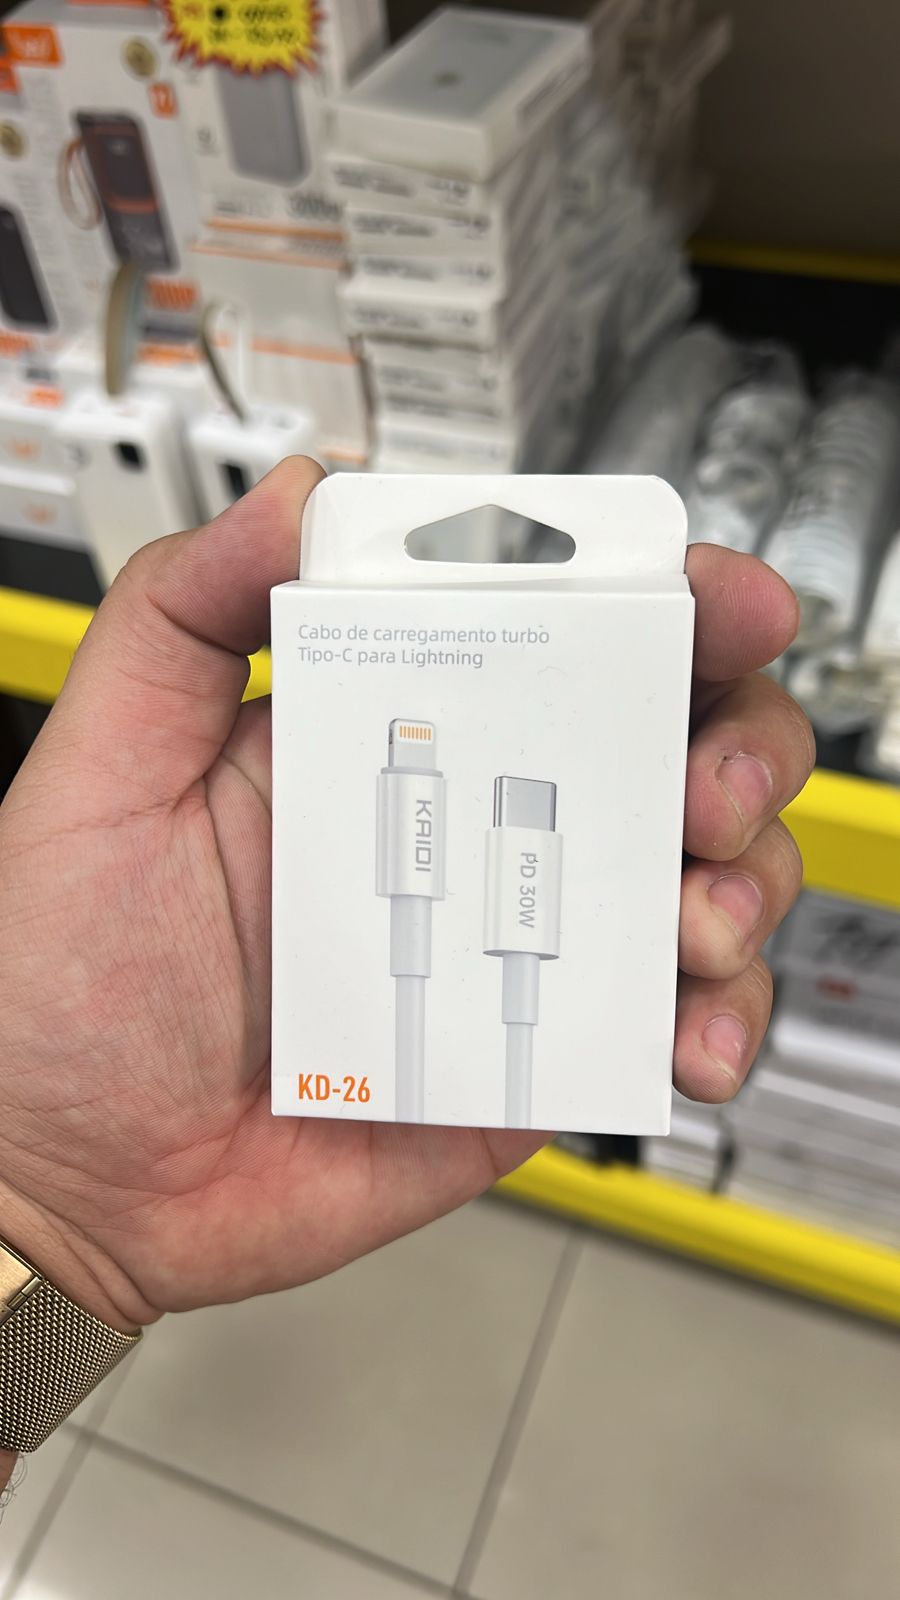 Cabo de carregamento turbo
Tipo-C para Lightning
KAIDI
PD 30W
KD-26